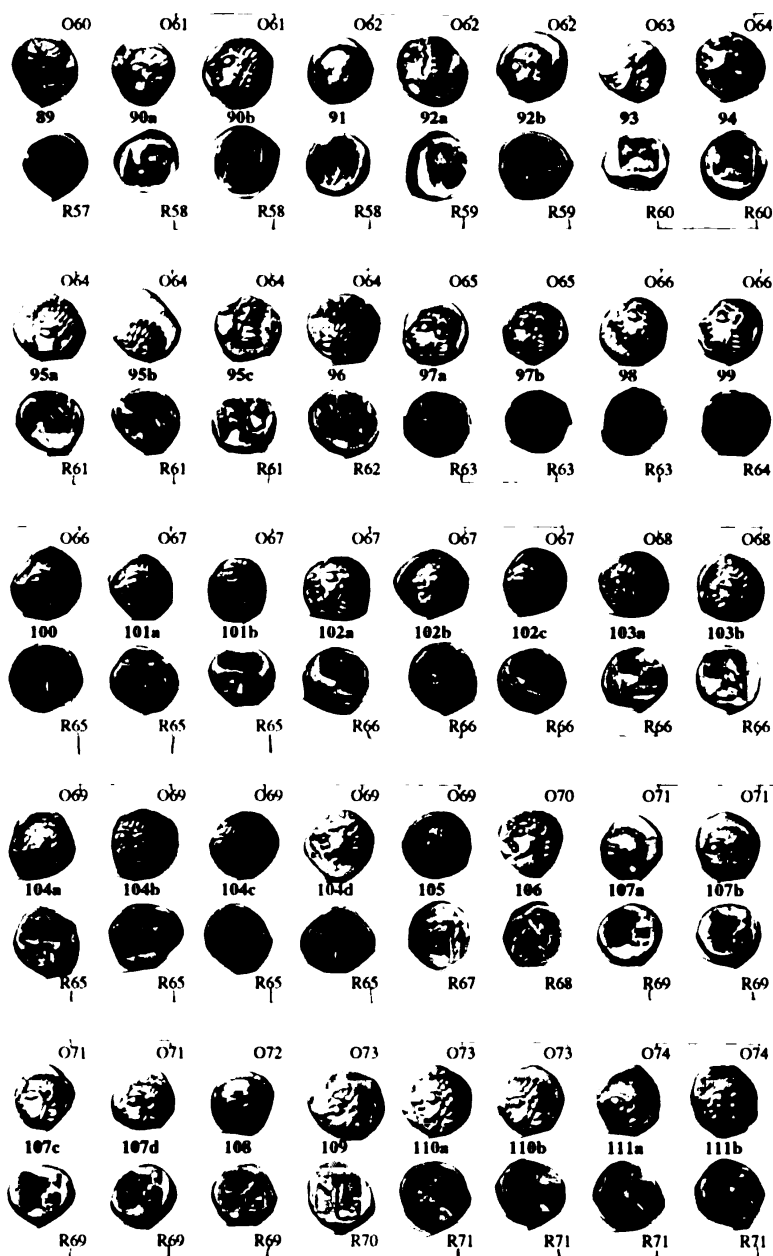 O60 O61 O61 O62 O62 O62 O63 O64
89 90a 90b 91 92a 92b 93 94
R57 R58 R58 R58 R59 R59 R60 R60
O64 O64 O64 O64 O65 O65 O66 O66
95a 95b 95c 96 97a 97b 98 99
R61 R61 R61 R62 R63 R63 R63 R64
O66 O67 O67 O67 O67 O67 O68 O68
100 101a 101b 102a 102b 102c 103a 103b
R65 R65 R65 R66 R66 R66 R66 R66
O69 O69 O69 O69 O69 O70 O71 O71
104a 104b 104c 104d 105 106 107a 107b
R65 R65 R65 R65 R67 R68 R69 R69
O71 O71 O72 O73 O73 O73 O74 O74
107c 107d 108 109 110a 110b 111a 111b
R69 R69 R69 R70 R71 R71 R71 R71